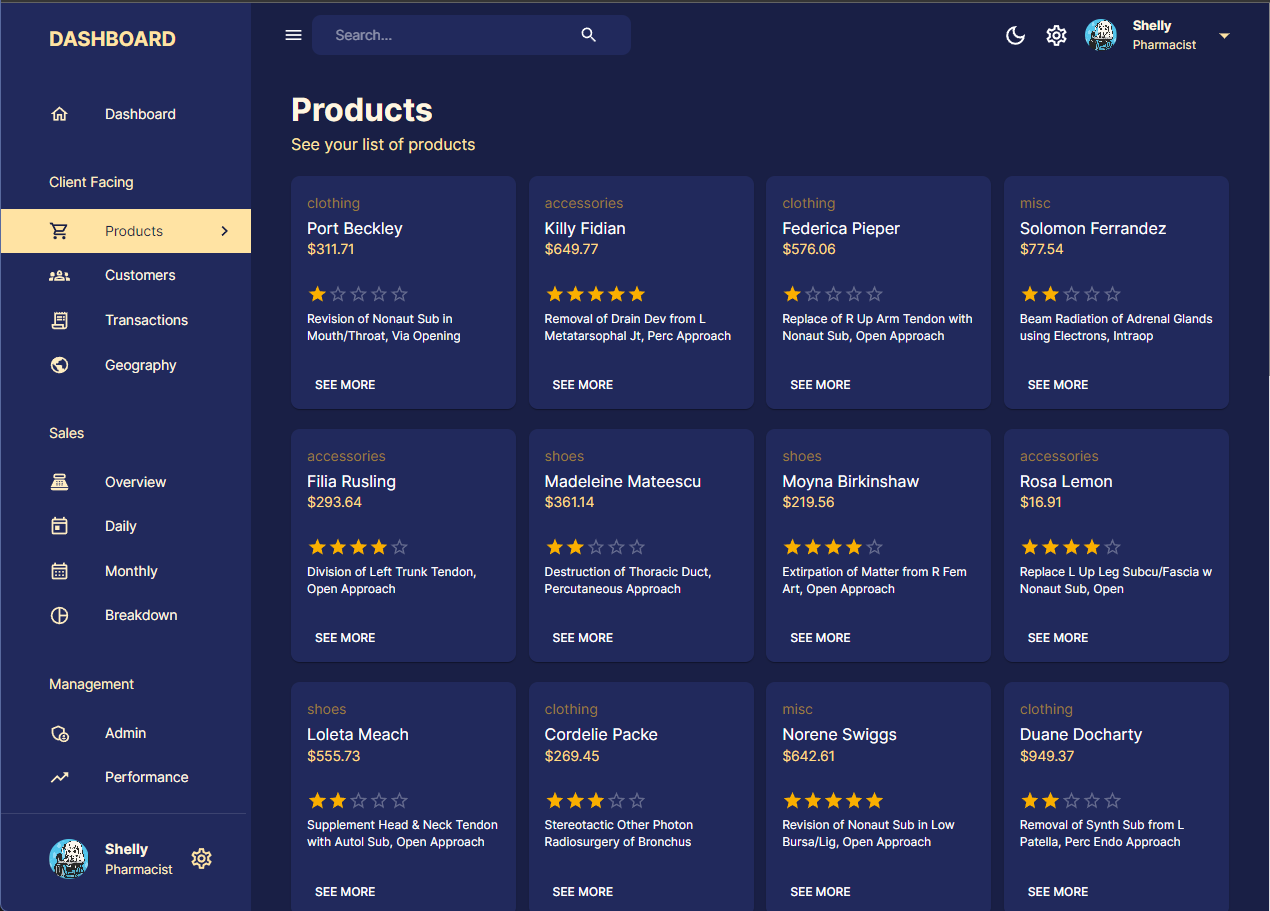 DASHBOARD
Dashboard
Client Facing
Products
Customers
Transactions
Geography
Sales
Overview
Daily
Monthly
Breakdown
Management
Admin
Performance
Shelly
Pharmacist
Search...
Shelly
Pharmacist
Products
See your list of products
clothing
Port Beckley
$311.71
Revision of Nonaut Sub in
Mouth/Throat, Via Opening
SEE MORE
accessories
Killy Fidian
$649.77
Removal of Drain Dev from L
Metatarsophal Jt, Perc Approach
SEE MORE
clothing
Federica Pieper
$576.06
Replace of R Up Arm Tendon with
Nonaut Sub, Open Approach
SEE MORE
misc
Solomon Ferrandez
$77.54
Beam Radiation of Adrenal Glands
using Electrons, Intraop
SEE MORE
accessories
Filia Rusling
$293.64
Division of Left Trunk Tendon,
Open Approach
SEE MORE
shoes
Madeleine Mateescu
$361.14
Destruction of Thoracic Duct,
Percutaneous Approach
SEE MORE
shoes
Moyna Birkinshaw
$219.56
Extirpation of Matter from R Fem
Art, Open Approach
SEE MORE
accessories
Rosa Lemon
$16.91
Replace L Up Leg Subcu/Fascia w
Nonaut Sub, Open
SEE MORE
shoes
Loleta Meach
$555.73
Supplement Head & Neck Tendon
with Autol Sub, Open Approach
SEE MORE
clothing
Cordelie Packe
$269.45
Stereotactic Other Photon
Radiosurgery of Bronchus
SEE MORE
misc
Norene Swiggs
$642.61
Revision of Nonaut Sub in Low
Bursa/Lig, Open Approach
SEE MORE
clothing
Duane Docharty
$949.37
Removal of Synth Sub from L
Patella, Perc Endo Approach
SEE MORE